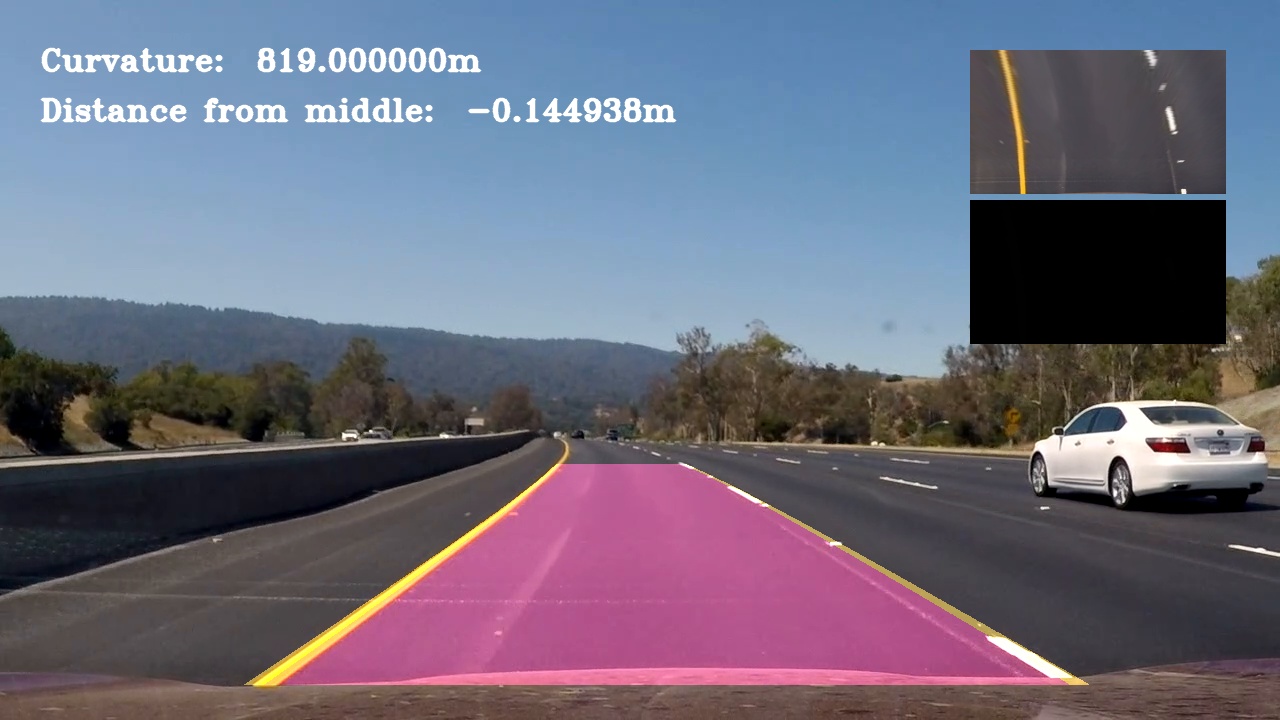 Curvature: 819.000000m
Distance from middle: −0.144938m